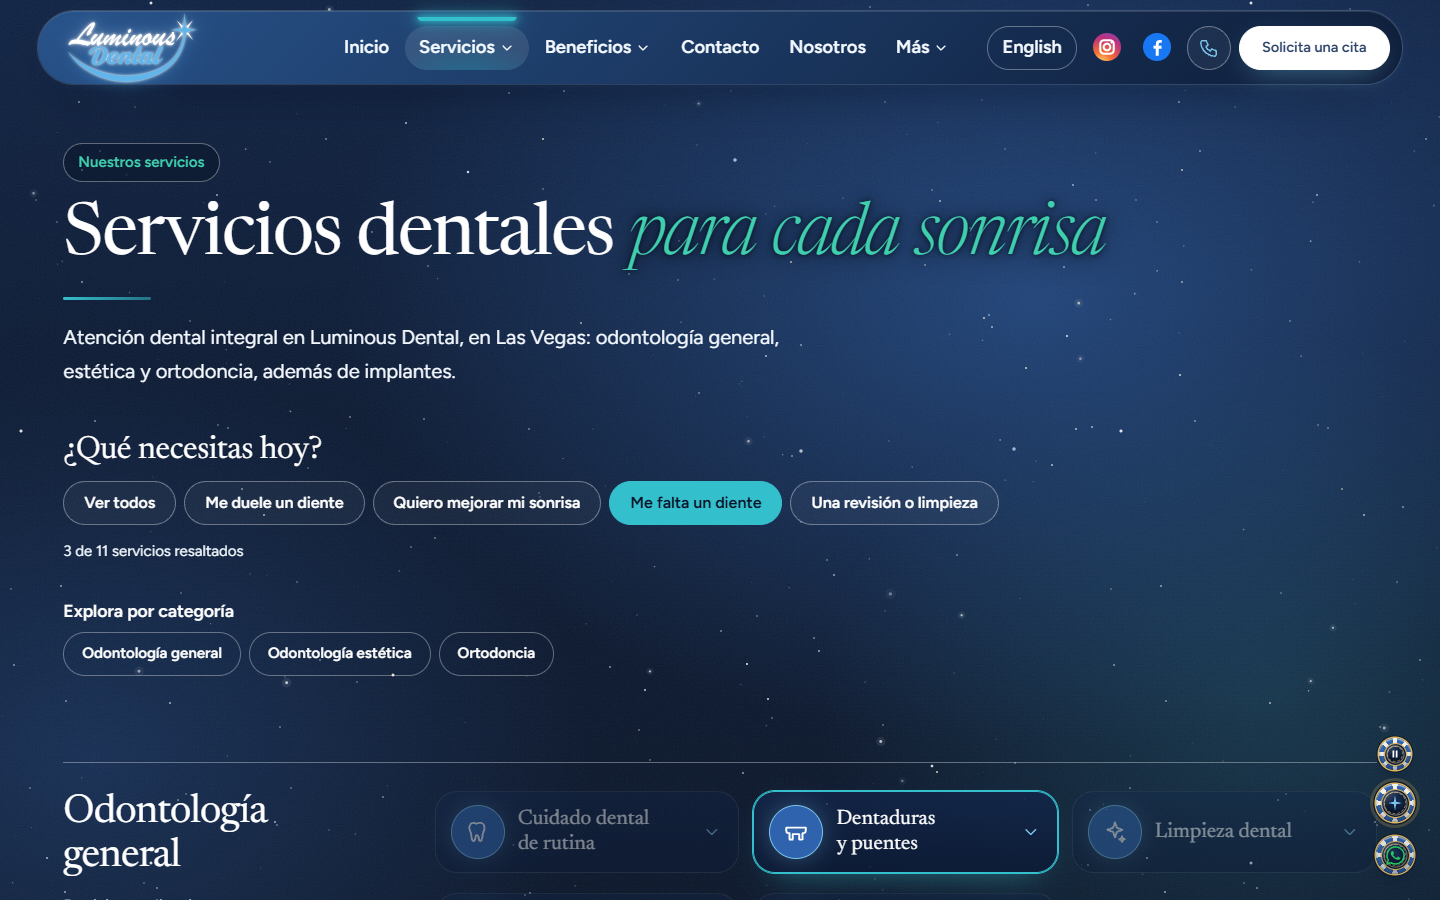 Luminous
Dental
Inicio
Servicios
Beneficios
Contacto
Nosotros
Más
English
Solicita una cita
Nuestros servicios
Servicios dentales para cada sonrisa
Atención dental integral en Luminous Dental, en Las Vegas: odontología general,
estética y ortodoncia, además de implantes.
¿Qué necesitas hoy?
Ver todos
Me duele un diente
Quiero mejorar mi sonrisa
Me falta un diente
Una revisión o limpieza
3 de 11 servicios resaltados
Explora por categoría
Odontología general
Odontología estética
Ortodoncia
Odontología
general
Cuidado dental
de rutina
Dentaduras
y puentes
Limpieza dental